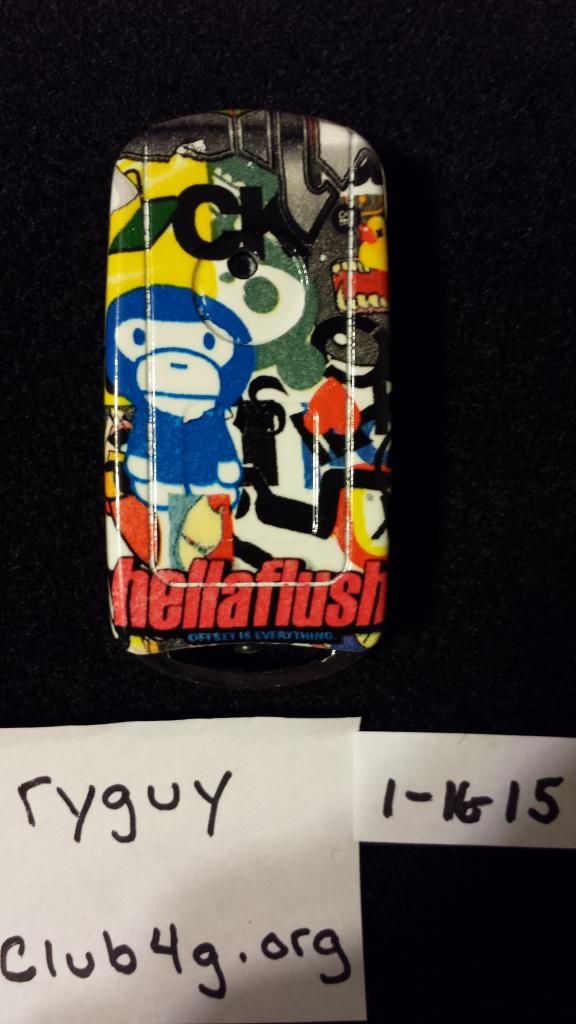 CK
hellaflush
OFFSET IS EVERYTHING.
ryguy
1-16-15
Club4g.org